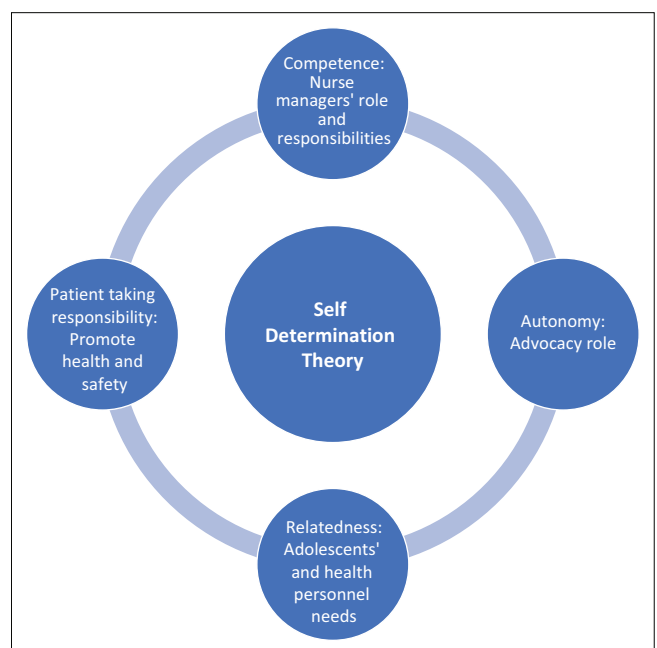 Competence:
Nurse
managers' role
and
responsibilities
Patient taking
responsibility:
Promote
health and
safety
Self
Determination
Theory
Autonomy:
Advocacy role
Relatedness:
Adolescents'
and health
personnel
needs